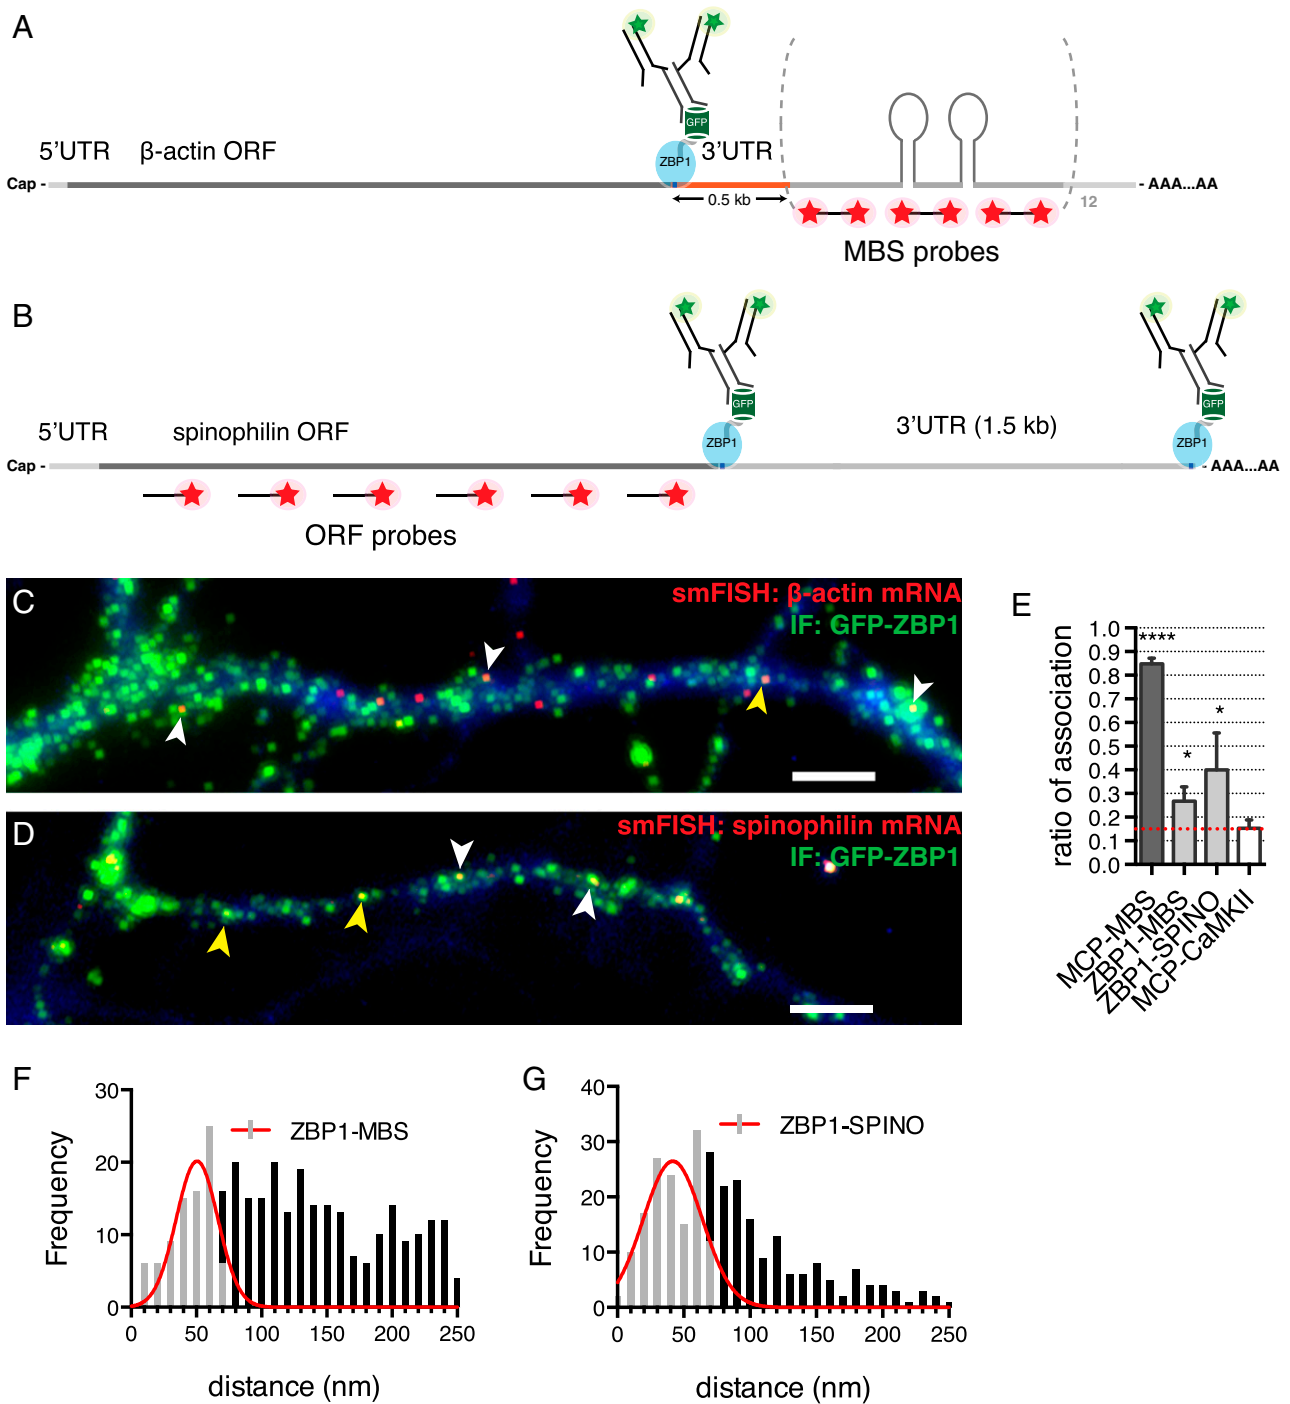 A
GFP
5'UTR β-actin ORF ZBP1 3'UTR
Cap - - AAA...AA
0.5 kb
12
MBS probes
B
GFP GFP
5'UTR spinophilin ORF ZBP1 3'UTR (1.5 kb) ZBP1
Cap - - AAA...AA
ORF probes
C
smFISH: β-actin mRNA
IF: GFP-ZBP1
D
smFISH: spinophilin mRNA
IF: GFP-ZBP1
E
ratio of association
1.0
0.9
0.8
0.7
0.6
0.5
0.4
0.3
0.2
0.1
0.0
****
*
*
MCP-MBS
ZBP1-MBS
ZBP1-SPINO
MCP-CaMKII
F
Frequency
30
20
10
0
ZBP1-MBS
0 50 100 150 200 250
distance (nm)
G
Frequency
40
30
20
10
0
ZBP1-SPINO
0 50 100 150 200 250
distance (nm)